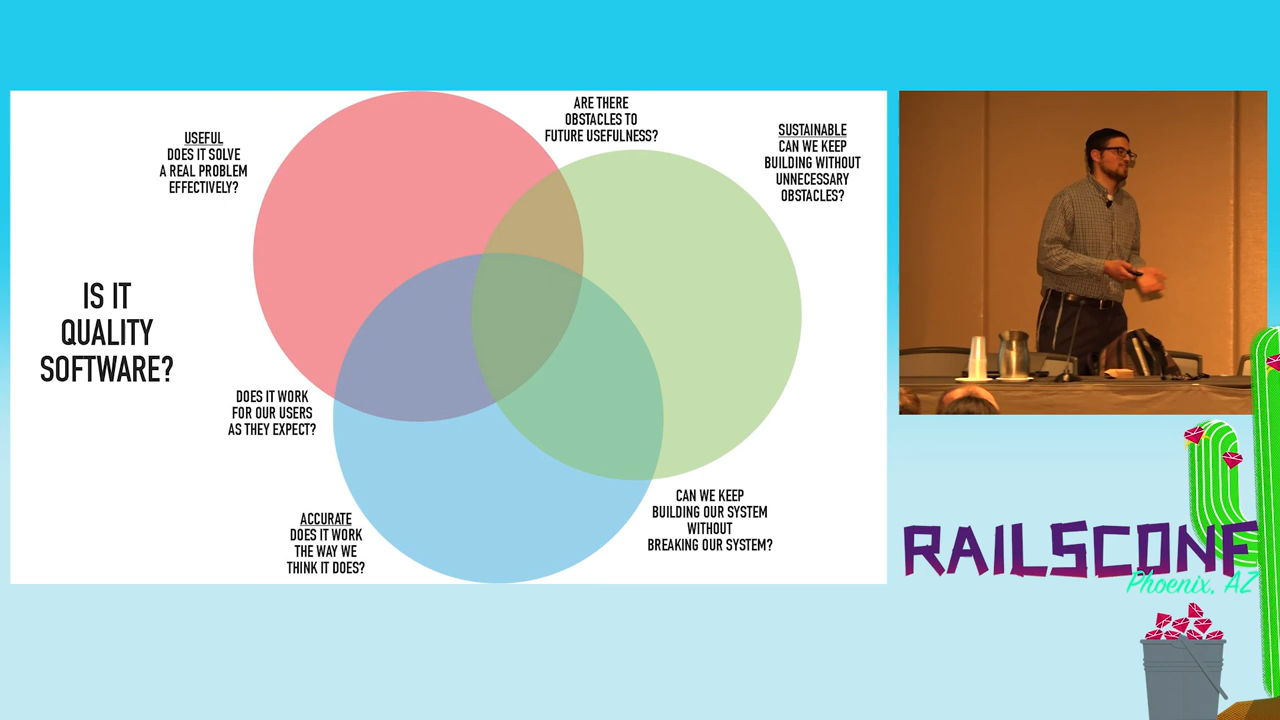 IS IT
QUALITY
SOFTWARE?
USEFUL
DOES IT SOLVE
A REAL PROBLEM
EFFECTIVELY?
ARE THERE
OBSTACLES TO
FUTURE USEFULNESS?
SUSTAINABLE
CAN WE KEEP
BUILDING WITHOUT
UNNECESSARY
OBSTACLES?
DOES IT WORK
FOR OUR USERS
AS THEY EXPECT?
ACCURATE
DOES IT WORK
THE WAY WE
THINK IT DOES?
CAN WE KEEP
BUILDING OUR SYSTEM
WITHOUT
BREAKING OUR SYSTEM?
RAILSCONF
Phoenix, AZ